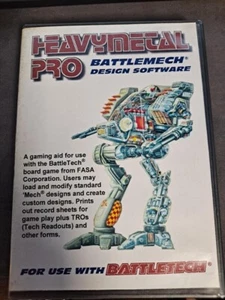 HEAVYMETAL
PRO
BATTLEMECH®
DESIGN SOFTWARE
A gaming aid for use
with the BattleTech®
board game from FASA
Corporation. Users may
load and modify standard
'Mech® designs and create
custom designs. Prints
out record sheets for
game play plus TROs
(Tech Readouts) and
other forms.
FOR USE WITH BATTLETECH®